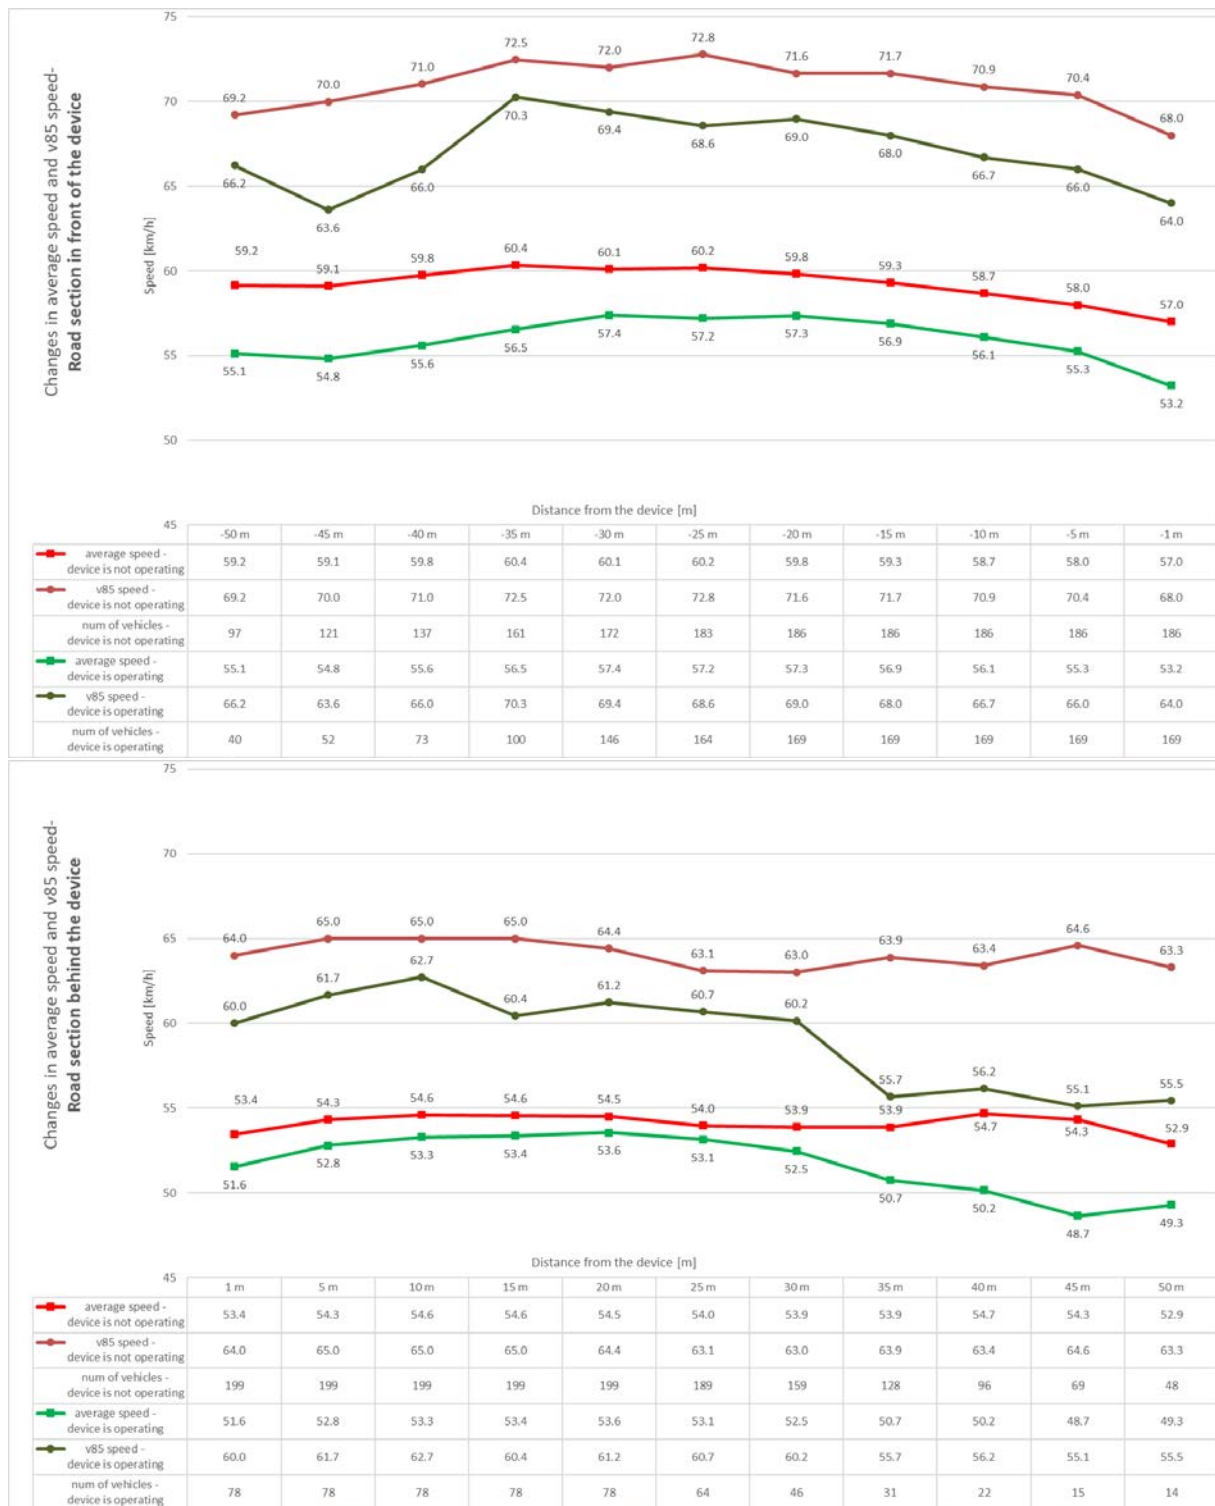 Changes in average speed and v85 speed-
Road section in front of the device
Speed [km/h]
75
70
65
60
55
50
45
69.2 70.0 71.0 72.5 72.0 72.8 71.6 71.7 70.9 70.4 68.0
66.2 63.6 66.0 70.3 69.4 68.6 69.0 68.0 66.7 66.0 64.0
59.2 59.1 59.8 60.4 60.1 60.2 59.8 59.3 58.7 58.0 57.0
55.1 54.8 55.6 56.5 57.4 57.2 57.3 56.9 56.1 55.3 53.2
Distance from the device [m]
-50 m -45 m -40 m -35 m -30 m -25 m -20 m -15 m -10 m -5 m -1 m
average speed -
device is not operating 59.2 59.1 59.8 60.4 60.1 60.2 59.8 59.3 58.7 58.0 57.0
v85 speed -
device is not operating 69.2 70.0 71.0 72.5 72.0 72.8 71.6 71.7 70.9 70.4 68.0
num of vehicles -
device is not operating 97 121 137 161 172 183 186 186 186 186 186
average speed -
device is operating 55.1 54.8 55.6 56.5 57.4 57.2 57.3 56.9 56.1 55.3 53.2
v85 speed -
device is operating 66.2 63.6 66.0 70.3 69.4 68.6 69.0 68.0 66.7 66.0 64.0
num of vehicles -
device is operating 40 52 73 100 146 164 169 169 169 169 169
Changes in average speed and v85 speed-
Road section behind the device
Speed [km/h]
75
70
65
60
55
50
45
64.0 65.0 65.0 65.0 64.4 63.1 63.0 63.9 63.4 64.6 63.3
60.0 61.7 62.7 60.4 61.2 60.7 60.2 55.7 56.2 55.1 55.5
53.4 54.3 54.6 54.6 54.5 54.0 53.9 53.9 54.7 54.3 52.9
51.6 52.8 53.3 53.4 53.6 53.1 52.5 50.7 50.2 48.7 49.3
Distance from the device [m]
1 m 5 m 10 m 15 m 20 m 25 m 30 m 35 m 40 m 45 m 50 m
average speed -
device is not operating 53.4 54.3 54.6 54.6 54.5 54.0 53.9 53.9 54.7 54.3 52.9
v85 speed -
device is not operating 64.0 65.0 65.0 65.0 64.4 63.1 63.0 63.9 63.4 64.6 63.3
num of vehicles -
device is not operating 199 199 199 199 199 189 159 128 96 69 48
average speed -
device is operating 51.6 52.8 53.3 53.4 53.6 53.1 52.5 50.7 50.2 48.7 49.3
v85 speed -
device is operating 60.0 61.7 62.7 60.4 61.2 60.7 60.2 55.7 56.2 55.1 55.5
num of vehicles -
device is operating 78 78 78 78 78 64 46 31 22 15 14